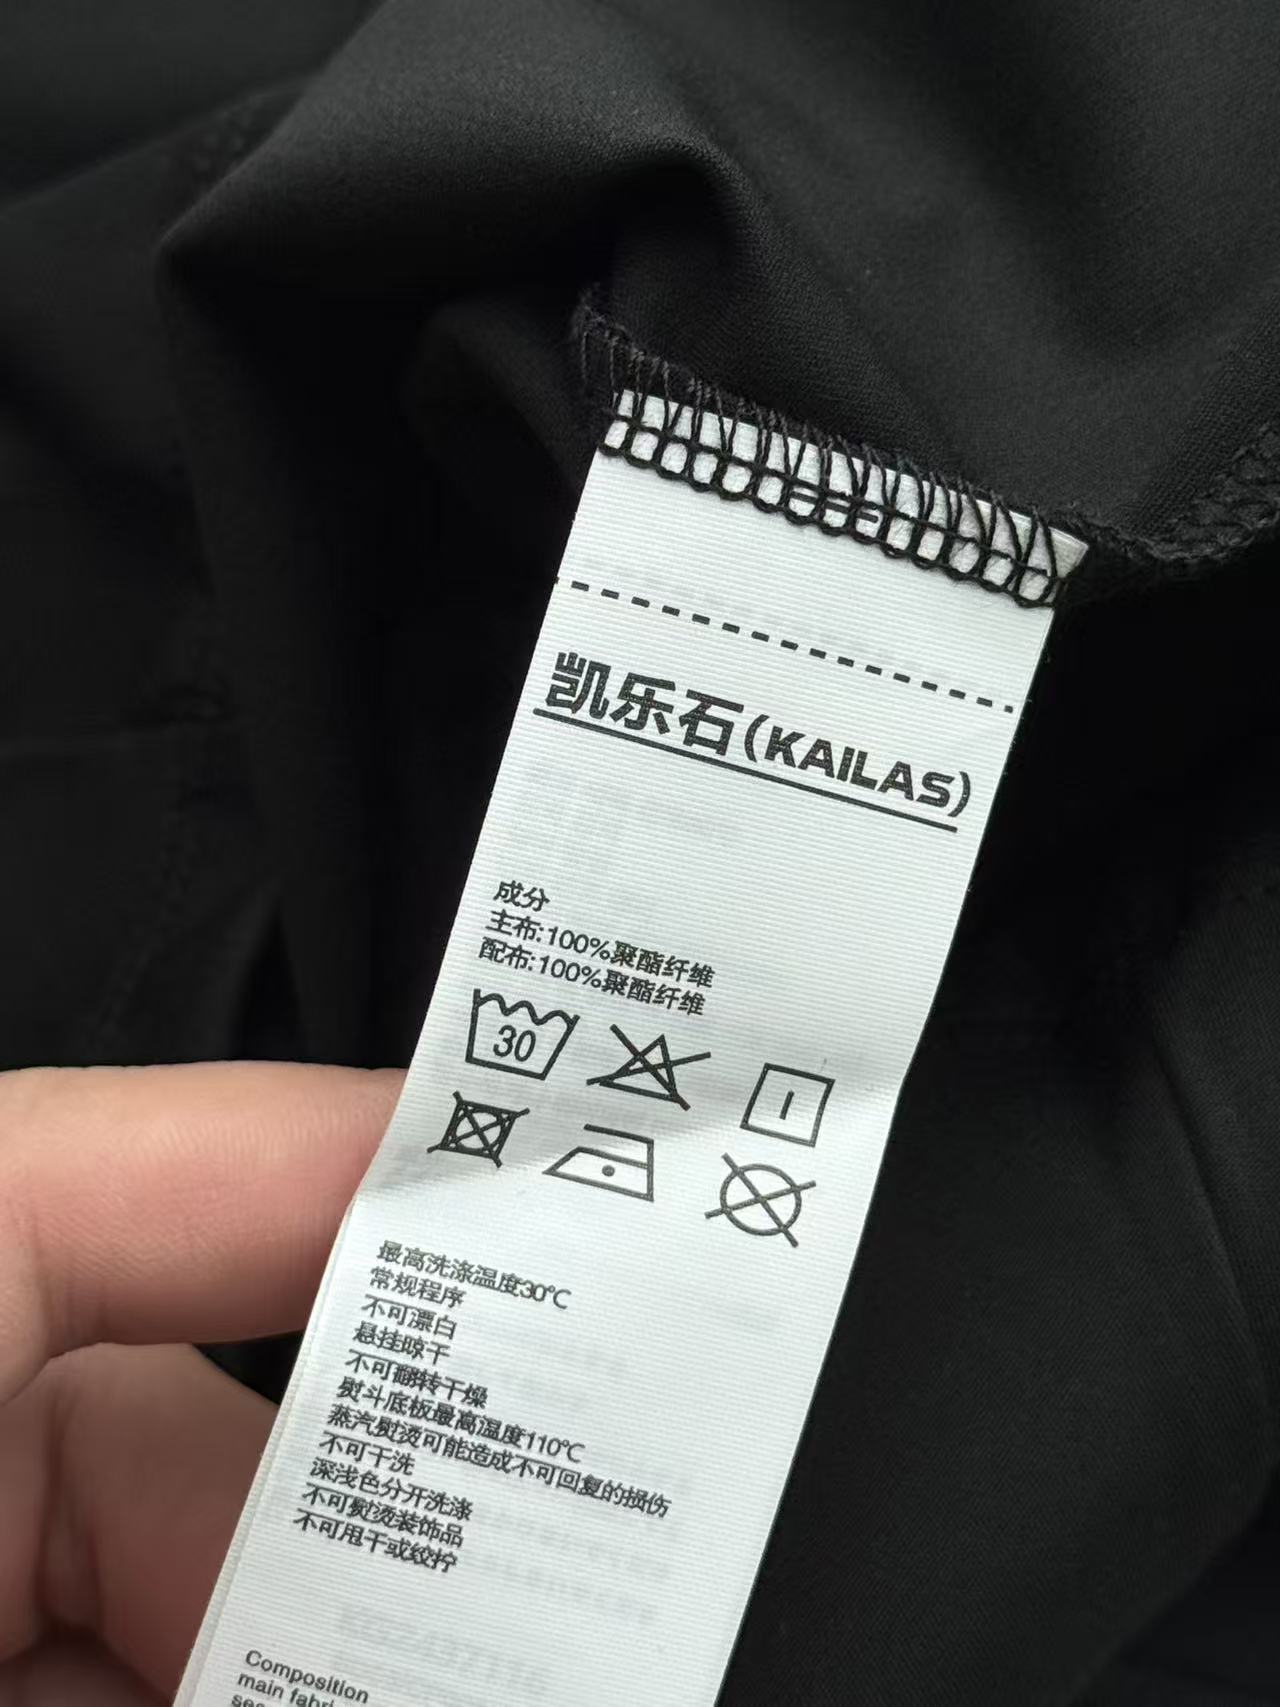 凯乐石(KAILAS)
成分
主布:100%聚酯纤维
配布:100%聚酯纤维
30
最高洗涤温度30℃
常规程序
不可漂白
悬挂晾干
不可翻转干燥
熨斗底板最高温度110℃
蒸汽熨烫可能造成不可回复的损伤
不可干洗
深浅色分开洗涤
不可熨烫装饰品
不可甩干或绞拧
Composition
main